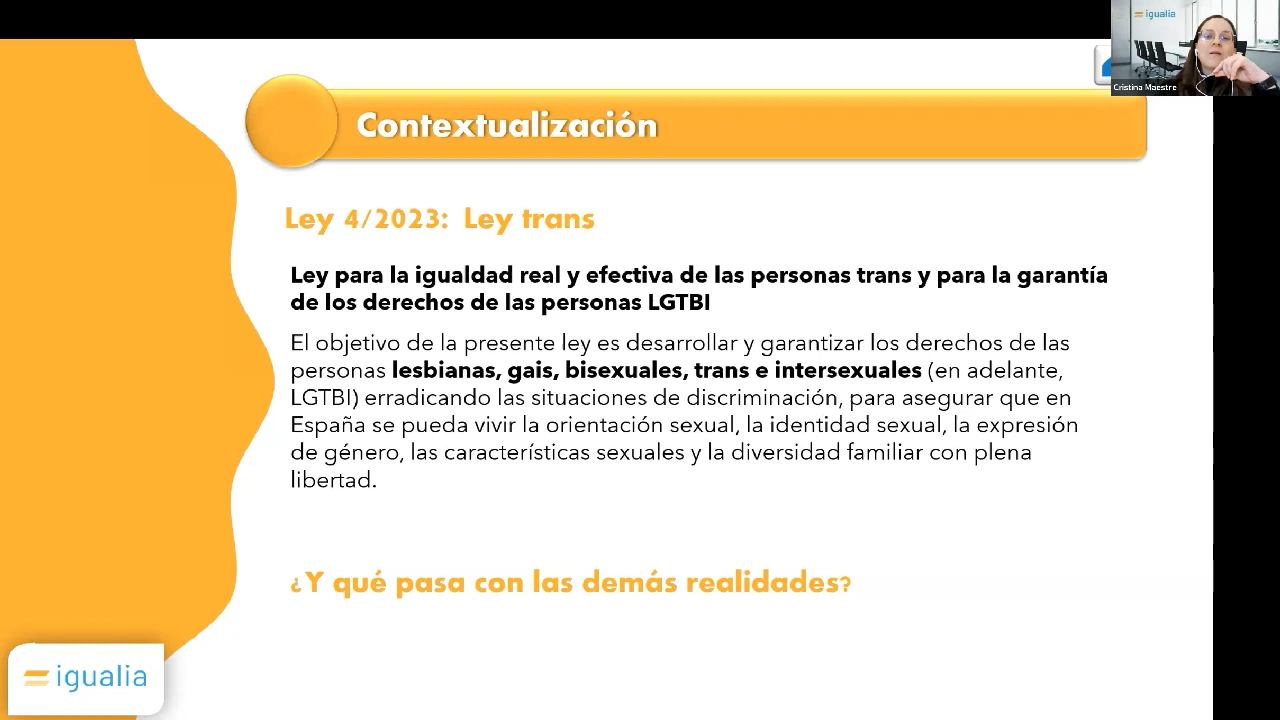 igualia
Cristina Maestre
Contextualización
Ley 4/2023: Ley trans
Ley para la igualdad real y efectiva de las personas trans y para la garantía
de los derechos de las personas LGTBI
El objetivo de la presente ley es desarrollar y garantizar los derechos de las
personas lesbianas, gais, bisexuales, trans e intersexuales (en adelante,
LGTBI) erradicando las situaciones de discriminación, para asegurar que en
España se pueda vivir la orientación sexual, la identidad sexual, la expresión
de género, las características sexuales y la diversidad familiar con plena
libertad.
¿Y qué pasa con las demás realidades?
igualia